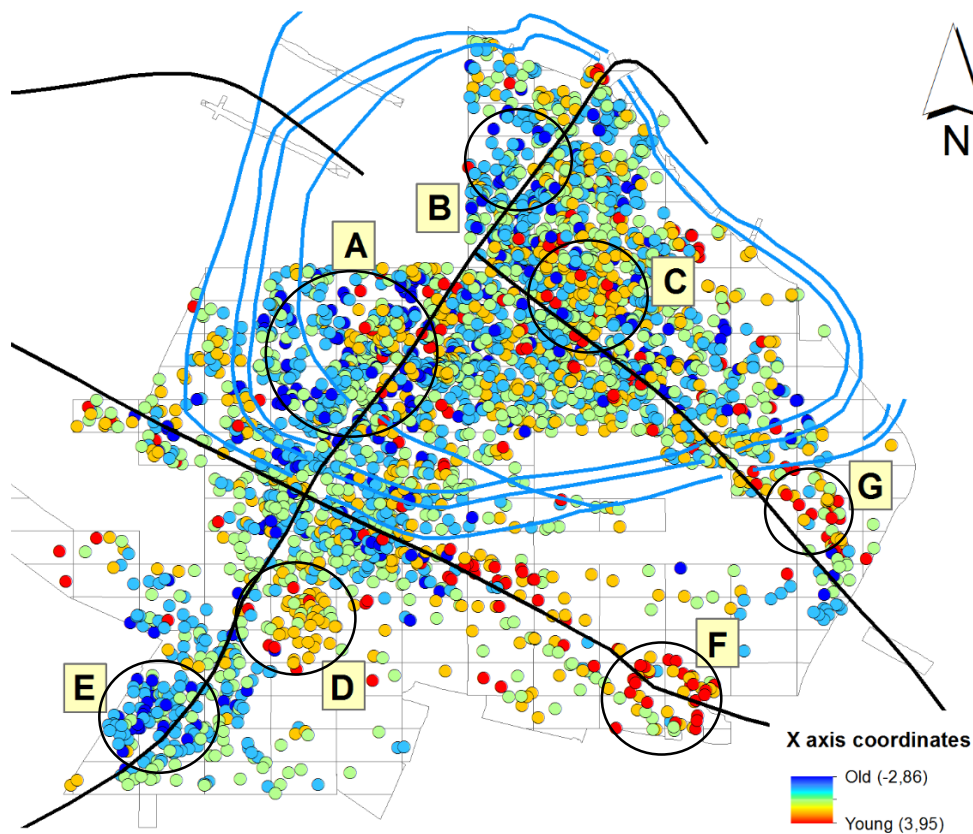 N
B
A
C
G
F
E
D
X axis coordinates
Old (-2,86)
Young (3,95)